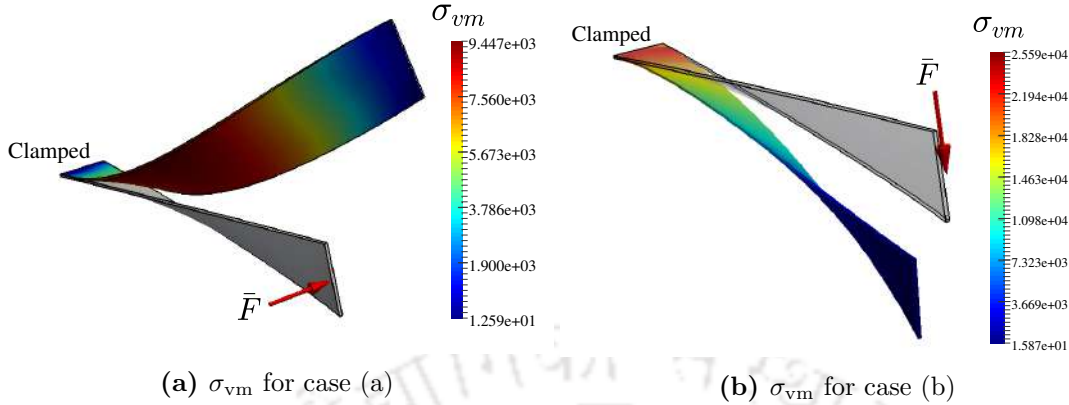 σ_vm
9.447e+03
7.560e+03
5.673e+03
3.786e+03
1.900e+03
1.259e+01
Clamped
F̄
(a) σ_vm for case (a)
σ_vm
2.559e+04
2.194e+04
1.828e+04
1.463e+04
1.098e+04
7.323e+03
3.669e+03
1.587e+01
Clamped
F̄
(b) σ_vm for case (b)